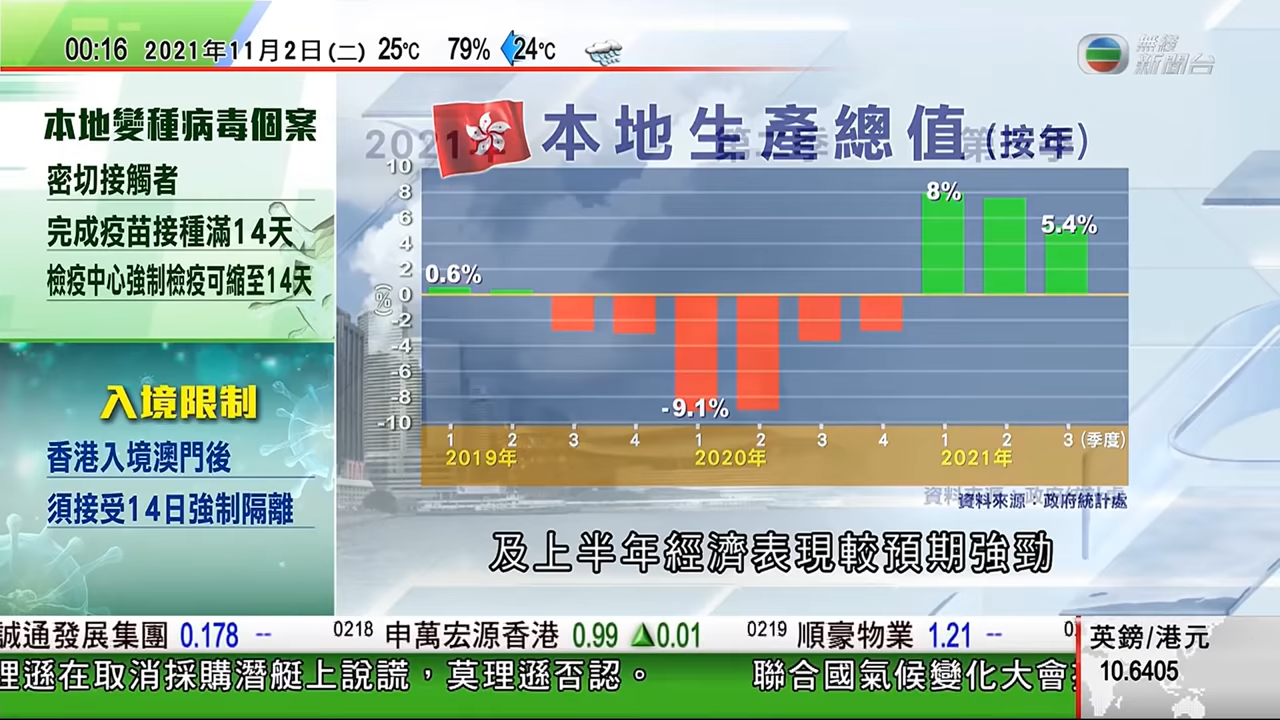 00:16 2021年11月2日(二) 25℃ 79% 24℃
無綫
新聞台
本地變種病毒個案
密切接觸者
完成疫苗接種滿14天
檢疫中心強制檢疫可縮至14天
入境限制
香港入境澳門後
須接受14日強制隔離
本地生產總值(按年)
2021年
10
8
6
4
2
0
-2
-4
-6
-8
-10
(%)
0.6%
-9.1%
8%
5.4%
1 2 3 4 1 2 3 4 1 2 3 (季度)
2019年 2020年 2021年
資料來源：政府統計處
及上半年經濟表現較預期強勁
誠通發展集團 0.178 -- 0218 申萬宏源香港 0.99 ▲0.01 0219 順豪物業 1.21 --
英鎊/港元
10.6405
理遜在取消採購潛艇上說謊，莫理遜否認。 聯合國氣候變化大會